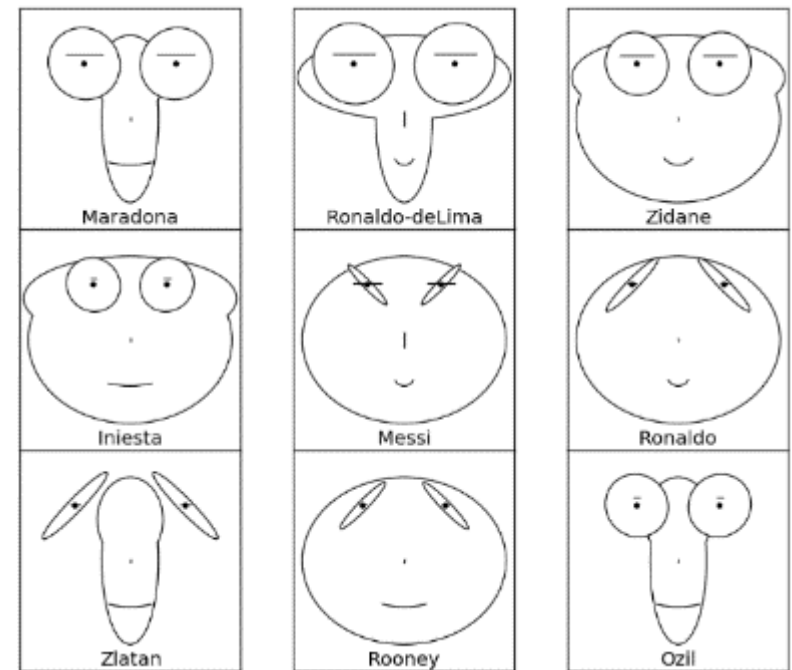 Maradona
Ronaldo-deLima
Zidane
Iniesta
Messi
Ronaldo
Zlatan
Rooney
Ozil